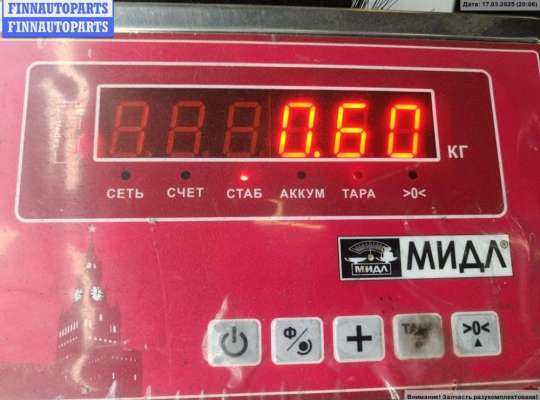 FINNAUTOPARTS
FINNAUTOPARTS
Дата: 17.03.2025 (20:06)
0.60
КГ
СЕТЬ СЧЕТ СТАБ АККУМ ТАРА >0<
МИДЛ МИДЛ®
Ф + >0<
Внимание! Запчасть разукомплектована!